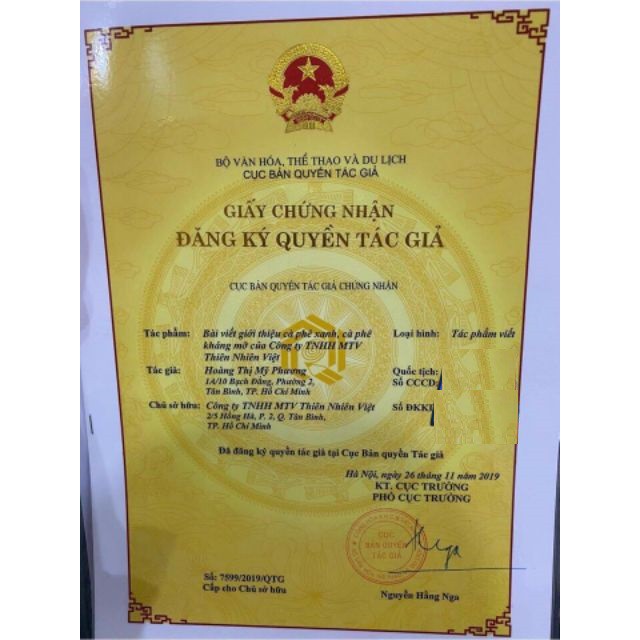 BỘ VĂN HÓA, THỂ THAO VÀ DU LỊCH
CỤC BẢN QUYỀN TÁC GIẢ
GIẤY CHỨNG NHẬN
ĐĂNG KÝ QUYỀN TÁC GIẢ
CỤC BẢN QUYỀN TÁC GIẢ CHỨNG NHẬN
Tác phẩm: Bài viết giới thiệu cà phê xanh, cà phê Loại hình: Tác phẩm viết
kháng mỡ của Công ty TNHH MTV
Thiên Nhiên Việt
Tác giả: Hoàng Thị Mỹ Phương Quốc tịch:
1A/10 Bạch Đằng, Phường 2, Số CCCD:
Tân Bình, TP. Hồ Chí Minh
Chủ sở hữu: Công ty TNHH MTV Thiên Nhiên Việt Số ĐKK
2/5 Hồng Hà, P. 2, Q. Tân Bình,
TP. Hồ Chí Minh
Đã đăng ký quyền tác giả tại Cục Bản quyền Tác giả
Hà Nội, ngày 26 tháng 11 năm 2019
KT. CỤC TRƯỞNG
PHÓ CỤC TRƯỞNG
CỤC
BẢN QUYỀN
TÁC GIẢ
Số: 7599/2019/QTG
Cấp cho Chủ sở hữu
Nguyễn Hằng Nga